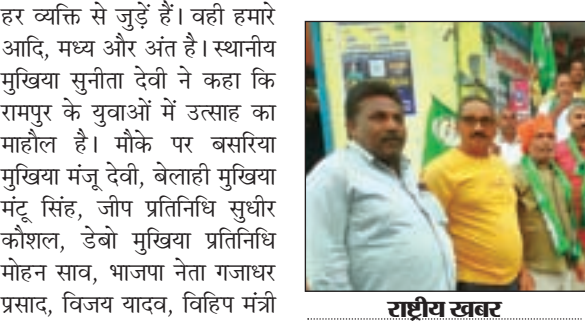 हर व्यक्ति से जुड़ें हैं। वही हमारे
आदि, मध्य और अंत है। स्थानीय
मुखिया सुनीता देवी ने कहा कि
रामपुर के युवाओं में उत्साह का
माहौल है। मौके पर बसरिया
मुखिया मंजू देवी, बेलाही मुखिया
मंटू सिंह, जीप प्रतिनिधि सुधीर
कौशल, डेबो मुखिया प्रतिनिधि
मोहन साव, भाजपा नेता गजाधर
प्रसाद, विजय यादव, विहिप मंत्री
राष्ट्रीय खबर